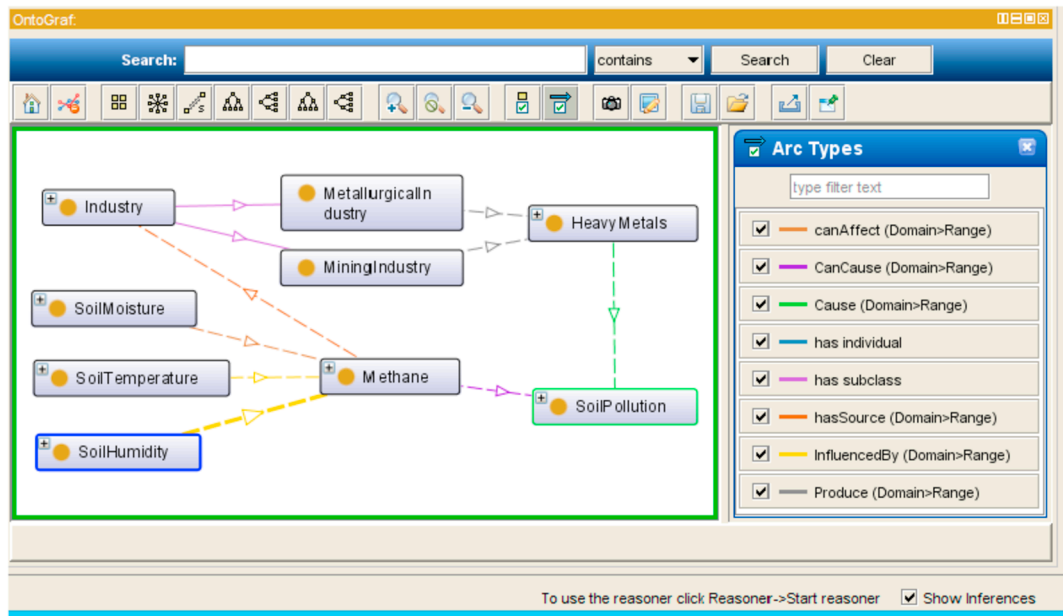 OntoGraf:
Search:
contains
Search
Clear
Arc Types
type filter text
canAffect (Domain>Range)
CanCause (Domain>Range)
Cause (Domain>Range)
has individual
has subclass
hasSource (Domain>Range)
InfluencedBy (Domain>Range)
Produce (Domain>Range)
Industry
MetallurgicalIn
dustry
MiningIndustry
HeavyMetals
SoilMoisture
SoilTemperature
Methane
SoilPollution
SoilHumidity
To use the reasoner click Reasoner->Start reasoner
Show Inferences